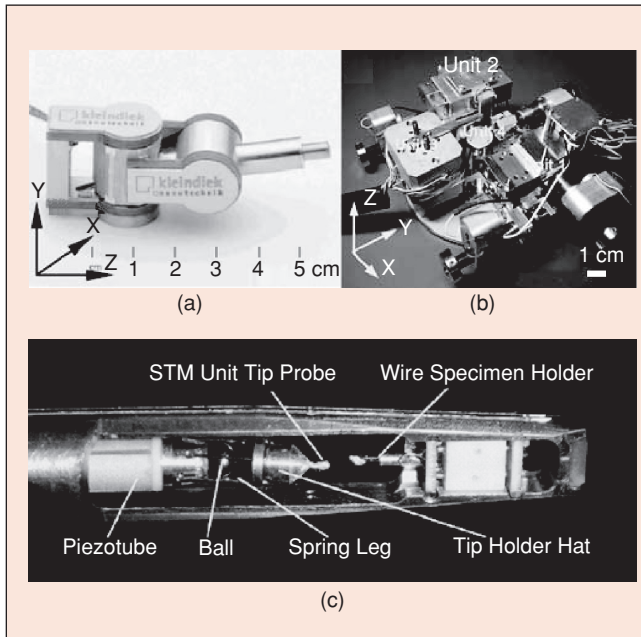 kleindiek
nanotechnik
kleindiek
nanotechnik
Y
X
Z
1 2 3 4 5 cm
(a)
Unit 2
Z
Y
X
1 cm
(b)
STM Unit Tip Probe
Wire Specimen Holder
Piezotube
Ball
Spring Leg
Tip Holder Hat
(c)